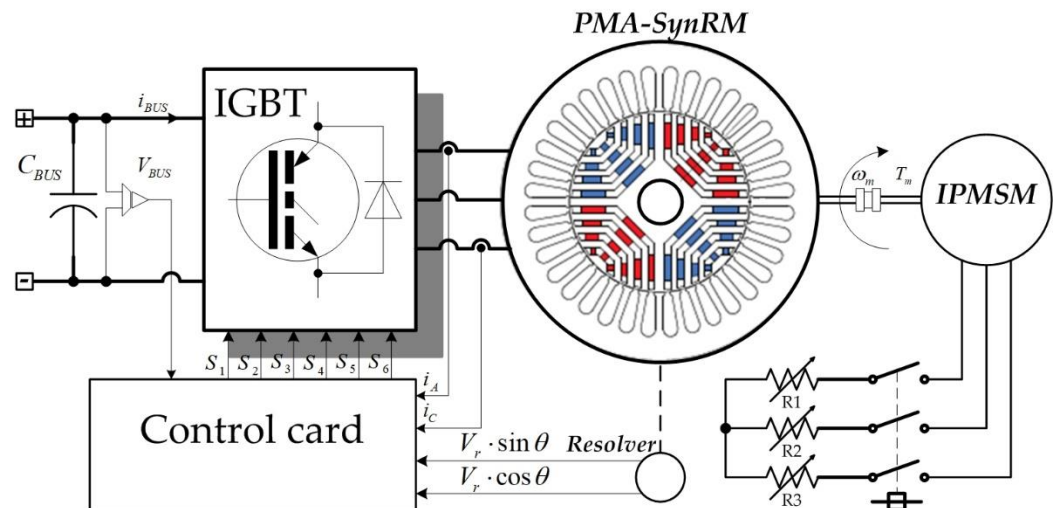 PMA-SynRM
+
i_BUS
IGBT
C_BUS
V_BUS
ω_m
T_m
IPMSM
-
S_1
S_2
S_3
S_4
S_5
S_6
i_A
i_C
Control card
V_r · sin θ
Resolver
V_r · cos θ
R1
R2
R3